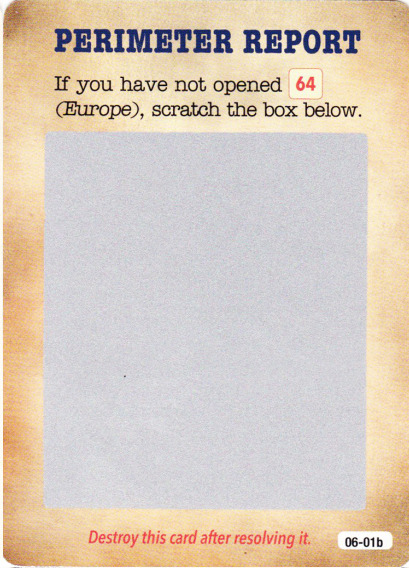 PERIMETER REPORT
If you have not opened 64
(Europe), scratch the box below.
Destroy this card after resolving it.
06-01b